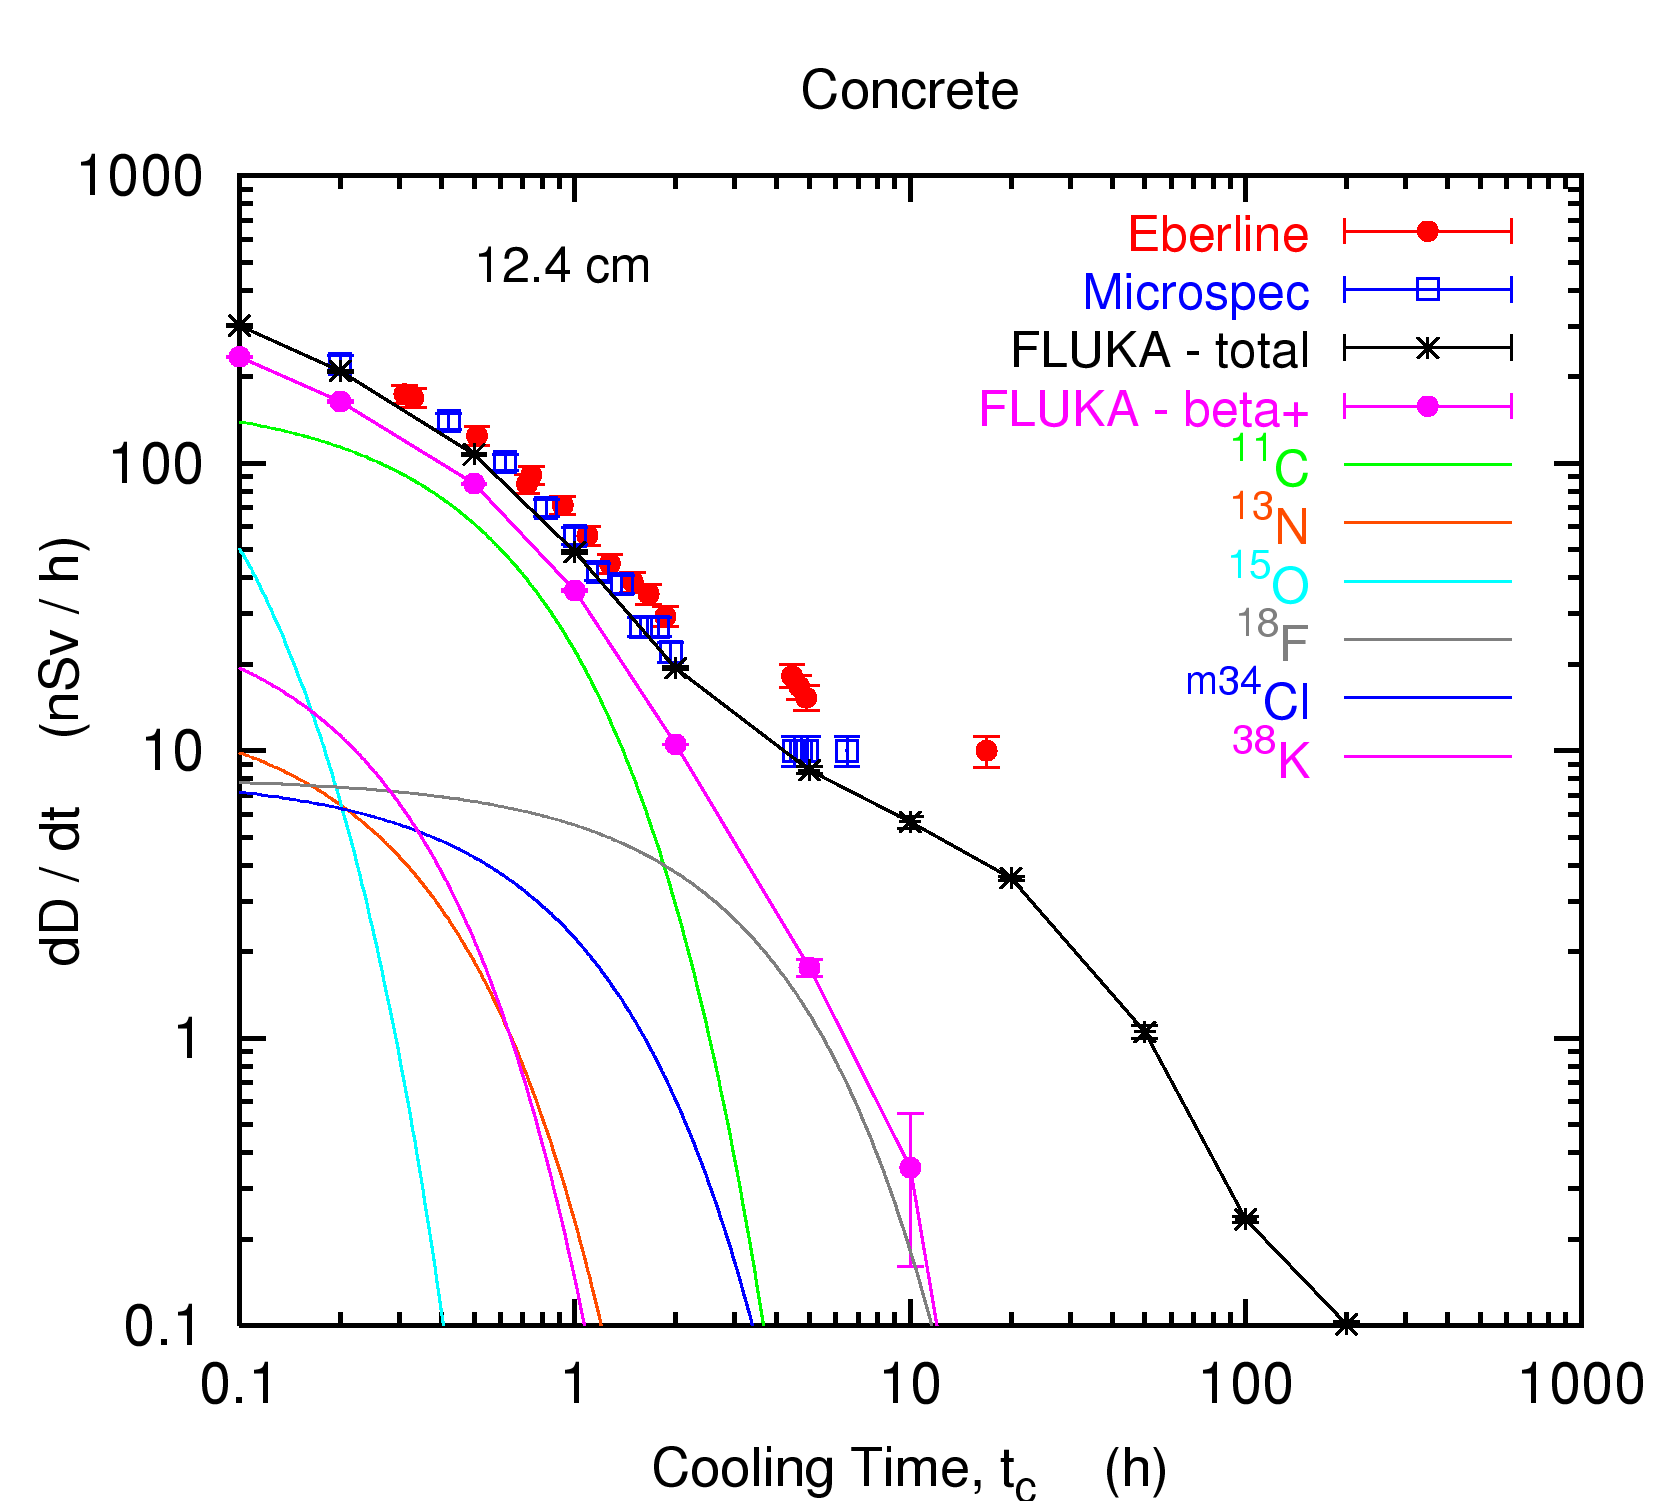 Concrete
1000
100
10
1
0.1
dD / dt (nSv / h)
12.4 cm
Eberline
Microspec
FLUKA - total
FLUKA - beta+
11C
13N
15O
18F
m34Cl
38K
0.1 1 10 100 1000
Cooling Time, tc (h)